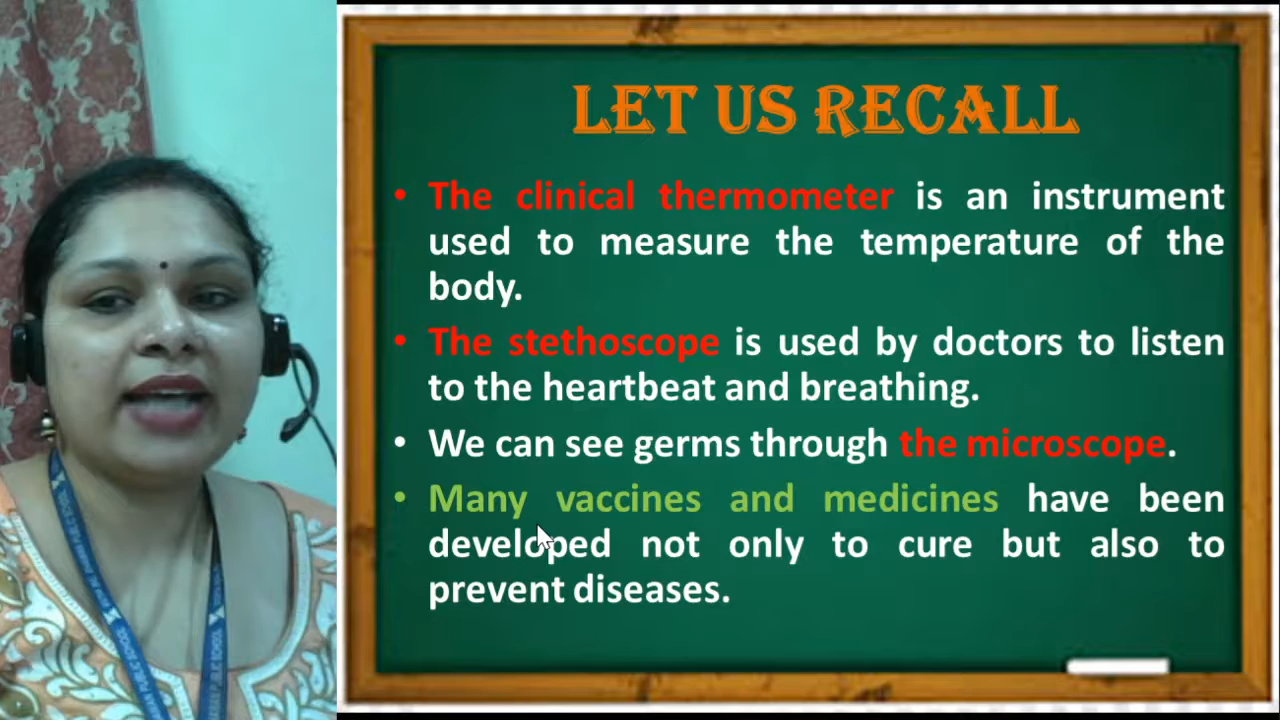 LET US RECALL
• The clinical thermometer is an instrument
used to measure the temperature of the
body.
• The stethoscope is used by doctors to listen
to the heartbeat and breathing.
• We can see germs through the microscope.
• Many vaccines and medicines have been
developed not only to cure but also to
prevent diseases.
PUBLIC SCHOOL